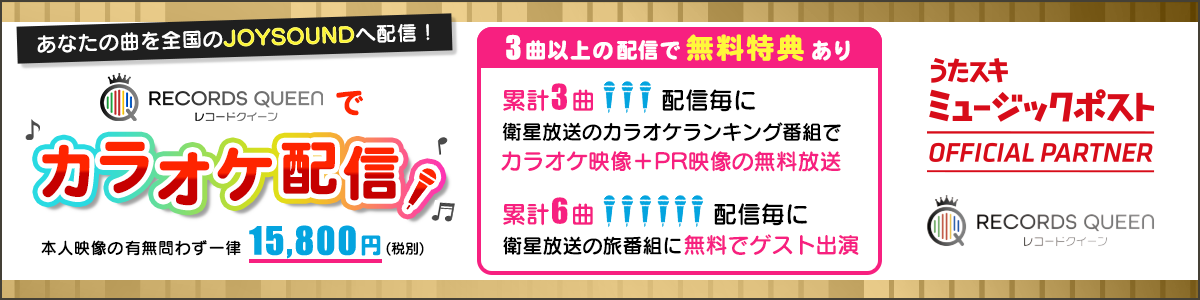 あなたの曲を全国のJOYSOUNDへ配信！
RECORDS QUEENで
レコードクイーン
カラオケ配信
本人映像の有無問わず一律 15,800円(税別)
3曲以上の配信で無料特典あり
累計3曲 配信毎に
衛星放送のカラオケランキング番組で
カラオケ映像＋PR映像の無料放送
累計6曲 配信毎に
衛星放送の旅番組に無料でゲスト出演
うたスキ
ミュージックポスト
OFFICIAL PARTNER
RECORDS QUEEN
レコードクイーン